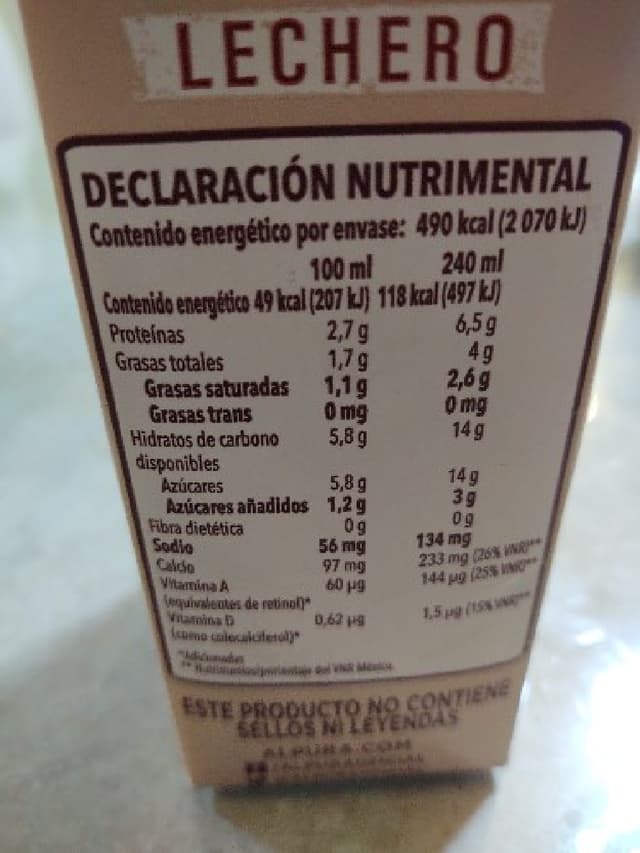 LECHERO
DECLARACIÓN NUTRIMENTAL
Contenido energético por envase: 490 kcal (2 070 kJ)
100 ml 240 ml
Contenido energético 49 kcal (207 kJ) 118 kcal (497 kJ)
Proteínas 2,7 g 6,5 g
Grasas totales 1,7 g 4 g
Grasas saturadas 1,1 g 2,6 g
Grasas trans 0 mg 0 mg
Hidratos de carbono 5,8 g 14 g
disponibles
Azúcares 5,8 g 14 g
Azúcares añadidos 1,2 g 3 g
Fibra dietética 0 g 0 g
Sodio 56 mg 134 mg
Calcio 97 mg 233 mg (26% VNR)**
Vitamina A 60 µg 144 µg (25% VNR)**
(equivalentes de retinol)*
Vitamina D 0,62 µg 1,5 µg (15% VNR)**
(como colecalciferol)*
*Adicionadas
** del VNR México
ESTE PRODUCTO NO CONTIENE
SELLOS NI LEYENDAS
ALPURA.COM